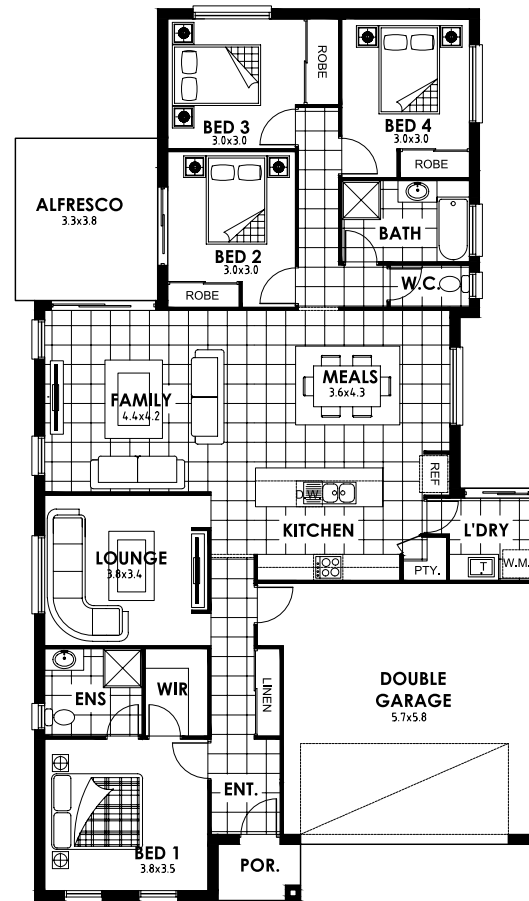 ROBE
BED 3
3.0x3.0
BED 4
3.0x3.0
ROBE
ALFRESCO
3.3x3.8
BATH
BED 2
3.0x3.0
W.C.
ROBE
FAMILY
4.4x4.2
MEALS
3.6x4.3
REF
D.W.
KITCHEN
L'DRY
PTY.
T
W.M.
LOUNGE
3.8x3.4
ENS
WIR
LINEN
DOUBLE
GARAGE
5.7x5.8
ENT.
BED 1
3.8x3.5
POR.